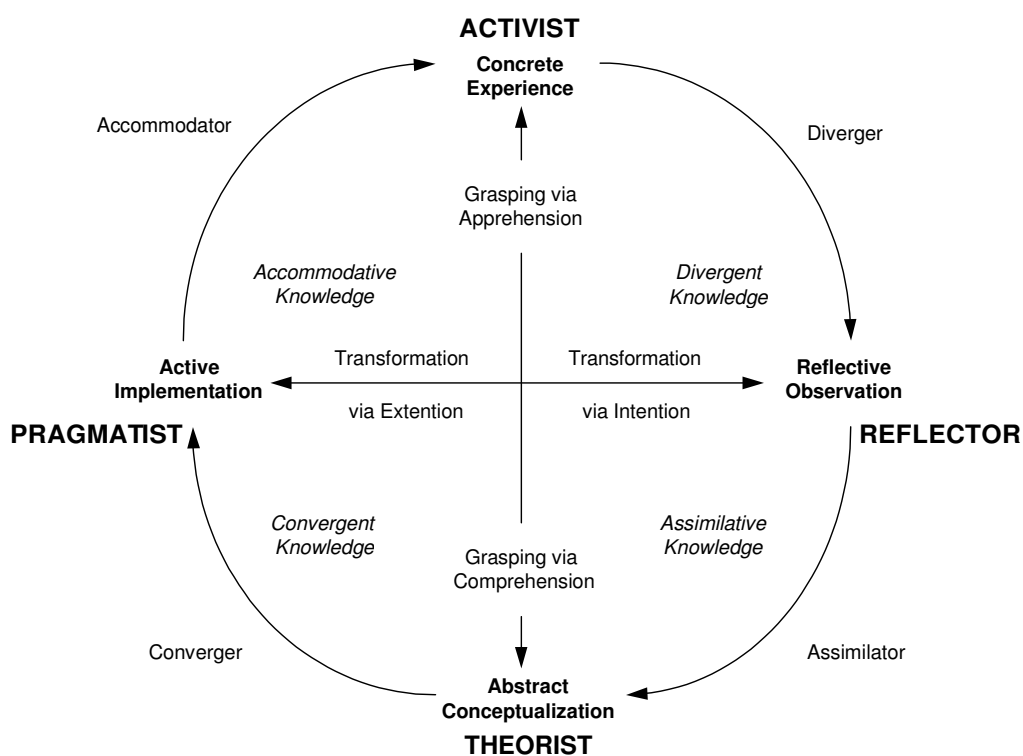 ACTIVIST
Concrete
Experience
Accommodator
Diverger
Grasping via
Apprehension
Accommodative
Knowledge
Divergent
Knowledge
Active
Implementation
Transformation
via Extention
Transformation
via Intention
Reflective
Observation
PRAGMATIST
REFLECTOR
Convergent
Knowledge
Assimilative
Knowledge
Grasping via
Comprehension
Converger
Assimilator
Abstract
Conceptualization
THEORIST